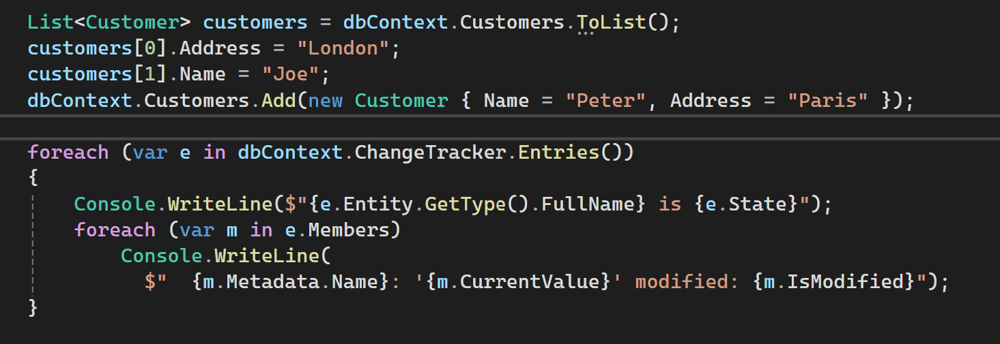 List<Customer> customers = dbContext.Customers.ToList();
customers[0].Address = "London";
customers[1].Name = "Joe";
dbContext.Customers.Add(new Customer { Name = "Peter", Address = "Paris" });
foreach (var e in dbContext.ChangeTracker.Entries())
{
    Console.WriteLine($"{e.Entity.GetType().FullName} is {e.State}");
    foreach (var m in e.Members)
        Console.WriteLine(
          $"  {m.Metadata.Name}: '{m.CurrentValue}' modified: {m.IsModified}");
}